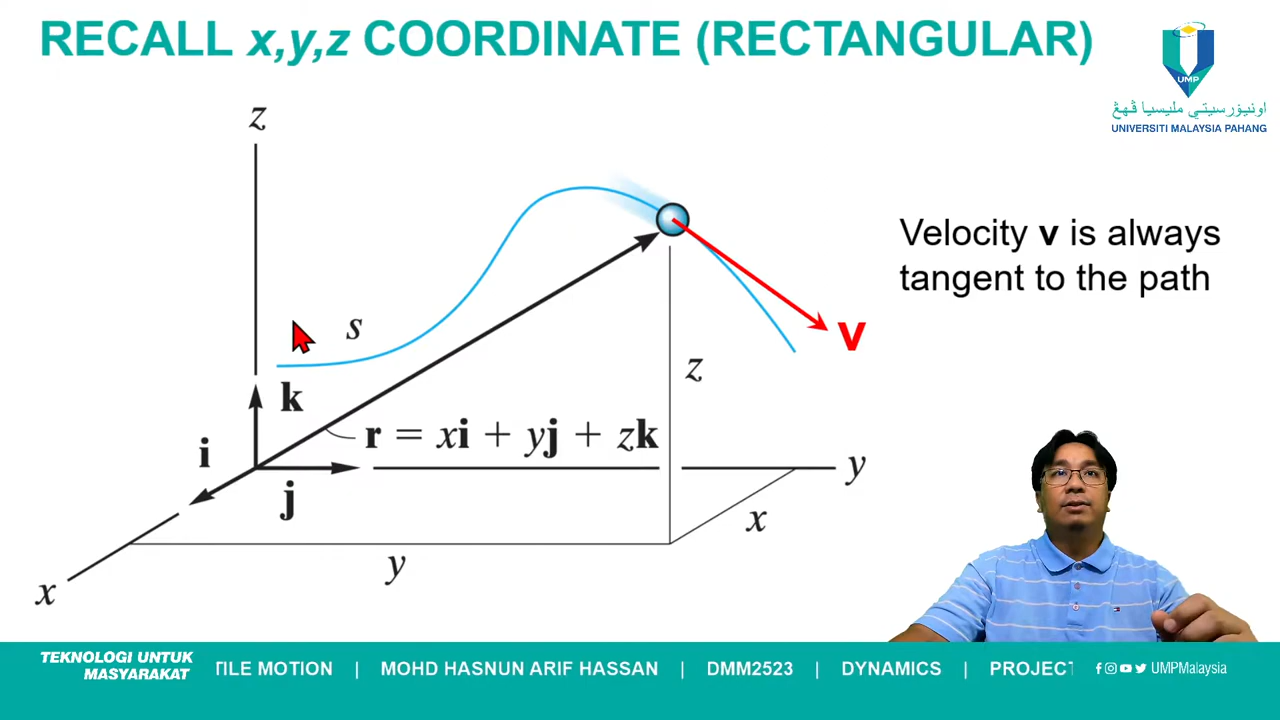 RECALL x,y,z COORDINATE (RECTANGULAR)
UMP
اونيۏرسيتي مليسيا ڤهڠ
UNIVERSITI MALAYSIA PAHANG
z
Velocity v is always
tangent to the path
s
v
z
k
r = xi + yj + zk
i
j
y
x
y
x
TEKNOLOGI UNTUK
MASYARAKAT
TILE MOTION | MOHD HASNUN ARIF HASSAN | DMM2523 | DYNAMICS | PROJECT
UMPMalaysia